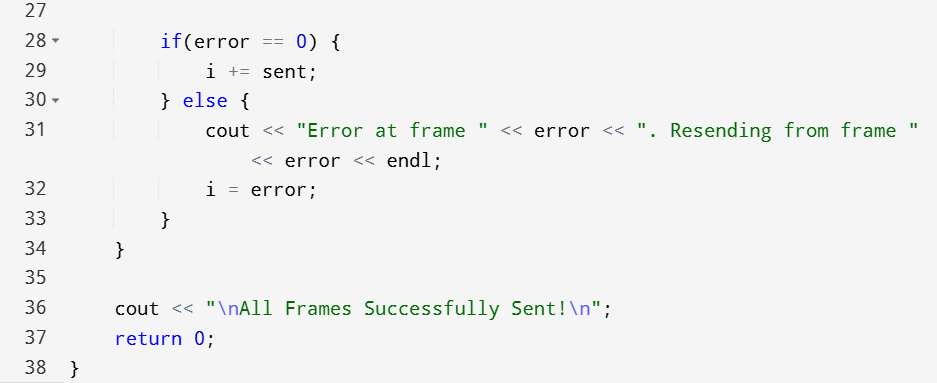 27
28 if(error == 0) {
29 i += sent;
30 } else {
31 cout << "Error at frame " << error << ". Resending from frame "
<< error << endl;
32 i = error;
33 }
34 }
35
36 cout << "\nAll Frames Successfully Sent!\n";
37 return 0;
38 }